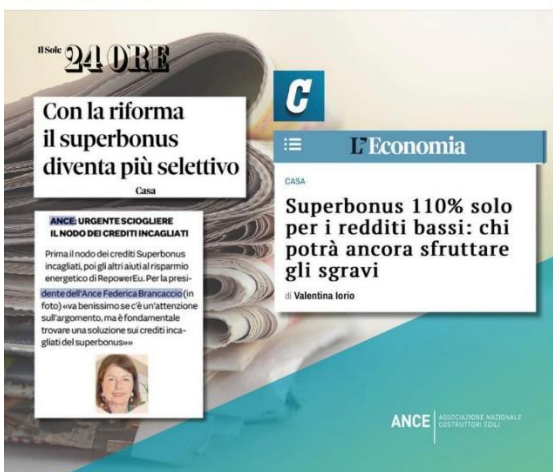 Il Sole 24 ORE
Con la riforma
il superbonus
diventa più selettivo
Casa
ANCE: URGENTE SCIOGLIERE
IL NODO DEI CREDITI INCAGLIATI
Prima il nodo dei crediti Superbonus
incagliati, poi gli altri aiuti al risparmio
energetico di RepowerEu. Per la presi-
dente dell'Ance Federica Brancaccio (in
foto) «va benissimo se c'è un'attenzione
sull'argomento, ma è fondamentale
trovare una soluzione sui crediti inca-
gliati del superbonus»»
C
L'Economia
CASA
Superbonus 110% solo
per i redditi bassi: chi
potrà ancora sfruttare
gli sgravi
di Valentina Iorio
ANCE ASSOCIAZIONE NAZIONALE
COSTRUTTORI EDILI